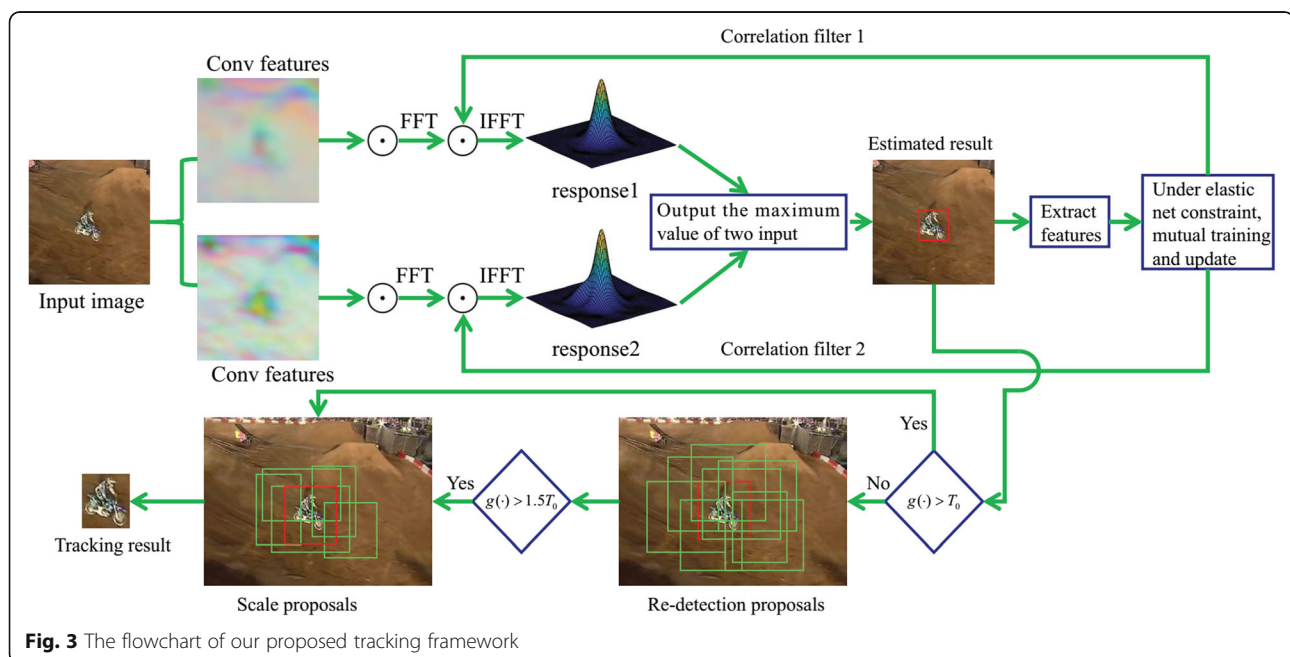 Correlation filter 1
Conv features
FFT
IFFT
response1
Input image
Conv features
FFT
IFFT
response2
Output the maximum
value of two input
Estimated result
Extract
features
Under elastic
net constraint,
mutual training
and update
Correlation filter 2
Yes
No
g(·) > T₀
Re-detection proposals
Yes
g(·) > 1.5T₀
Scale proposals
Tracking result
Fig. 3 The flowchart of our proposed tracking framework